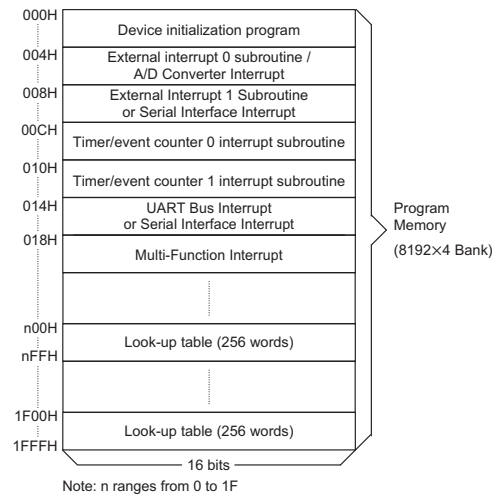 000H
Device initialization program
004H
External interrupt 0 subroutine /
A/D Converter Interrupt
008H
External Interrupt 1 Subroutine
or Serial Interface Interrupt
00CH
Timer/event counter 0 interrupt subroutine
010H
Timer/event counter 1 interrupt subroutine
014H
UART Bus Interrupt
or Serial Interface Interrupt
018H
Multi-Function Interrupt
Program
Memory
(8192×4 Bank)
n00H
Look-up table (256 words)
nFFH
1F00H
Look-up table (256 words)
1FFFH
16 bits
Note: n ranges from 0 to 1F